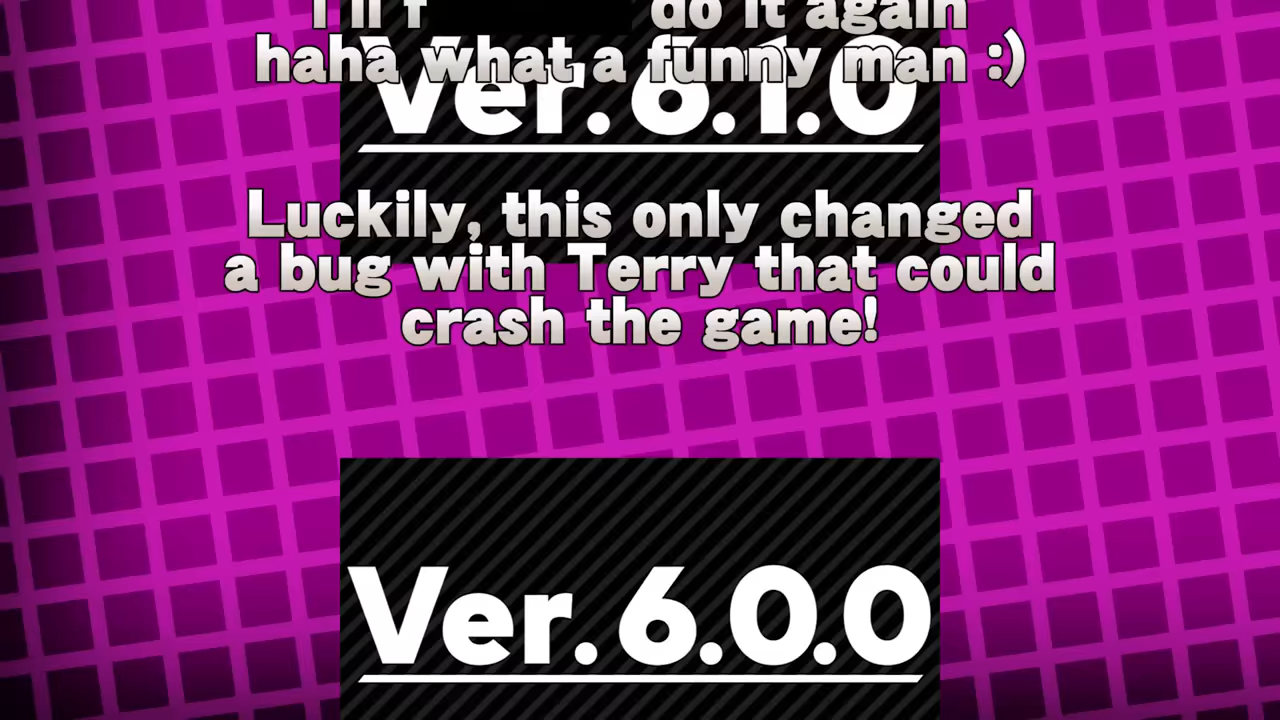 I'll f do it again
haha what a funny man :)
Ver. 6.1.0
Luckily, this only changed
a bug with Terry that could
crash the game!
Ver. 6.0.0